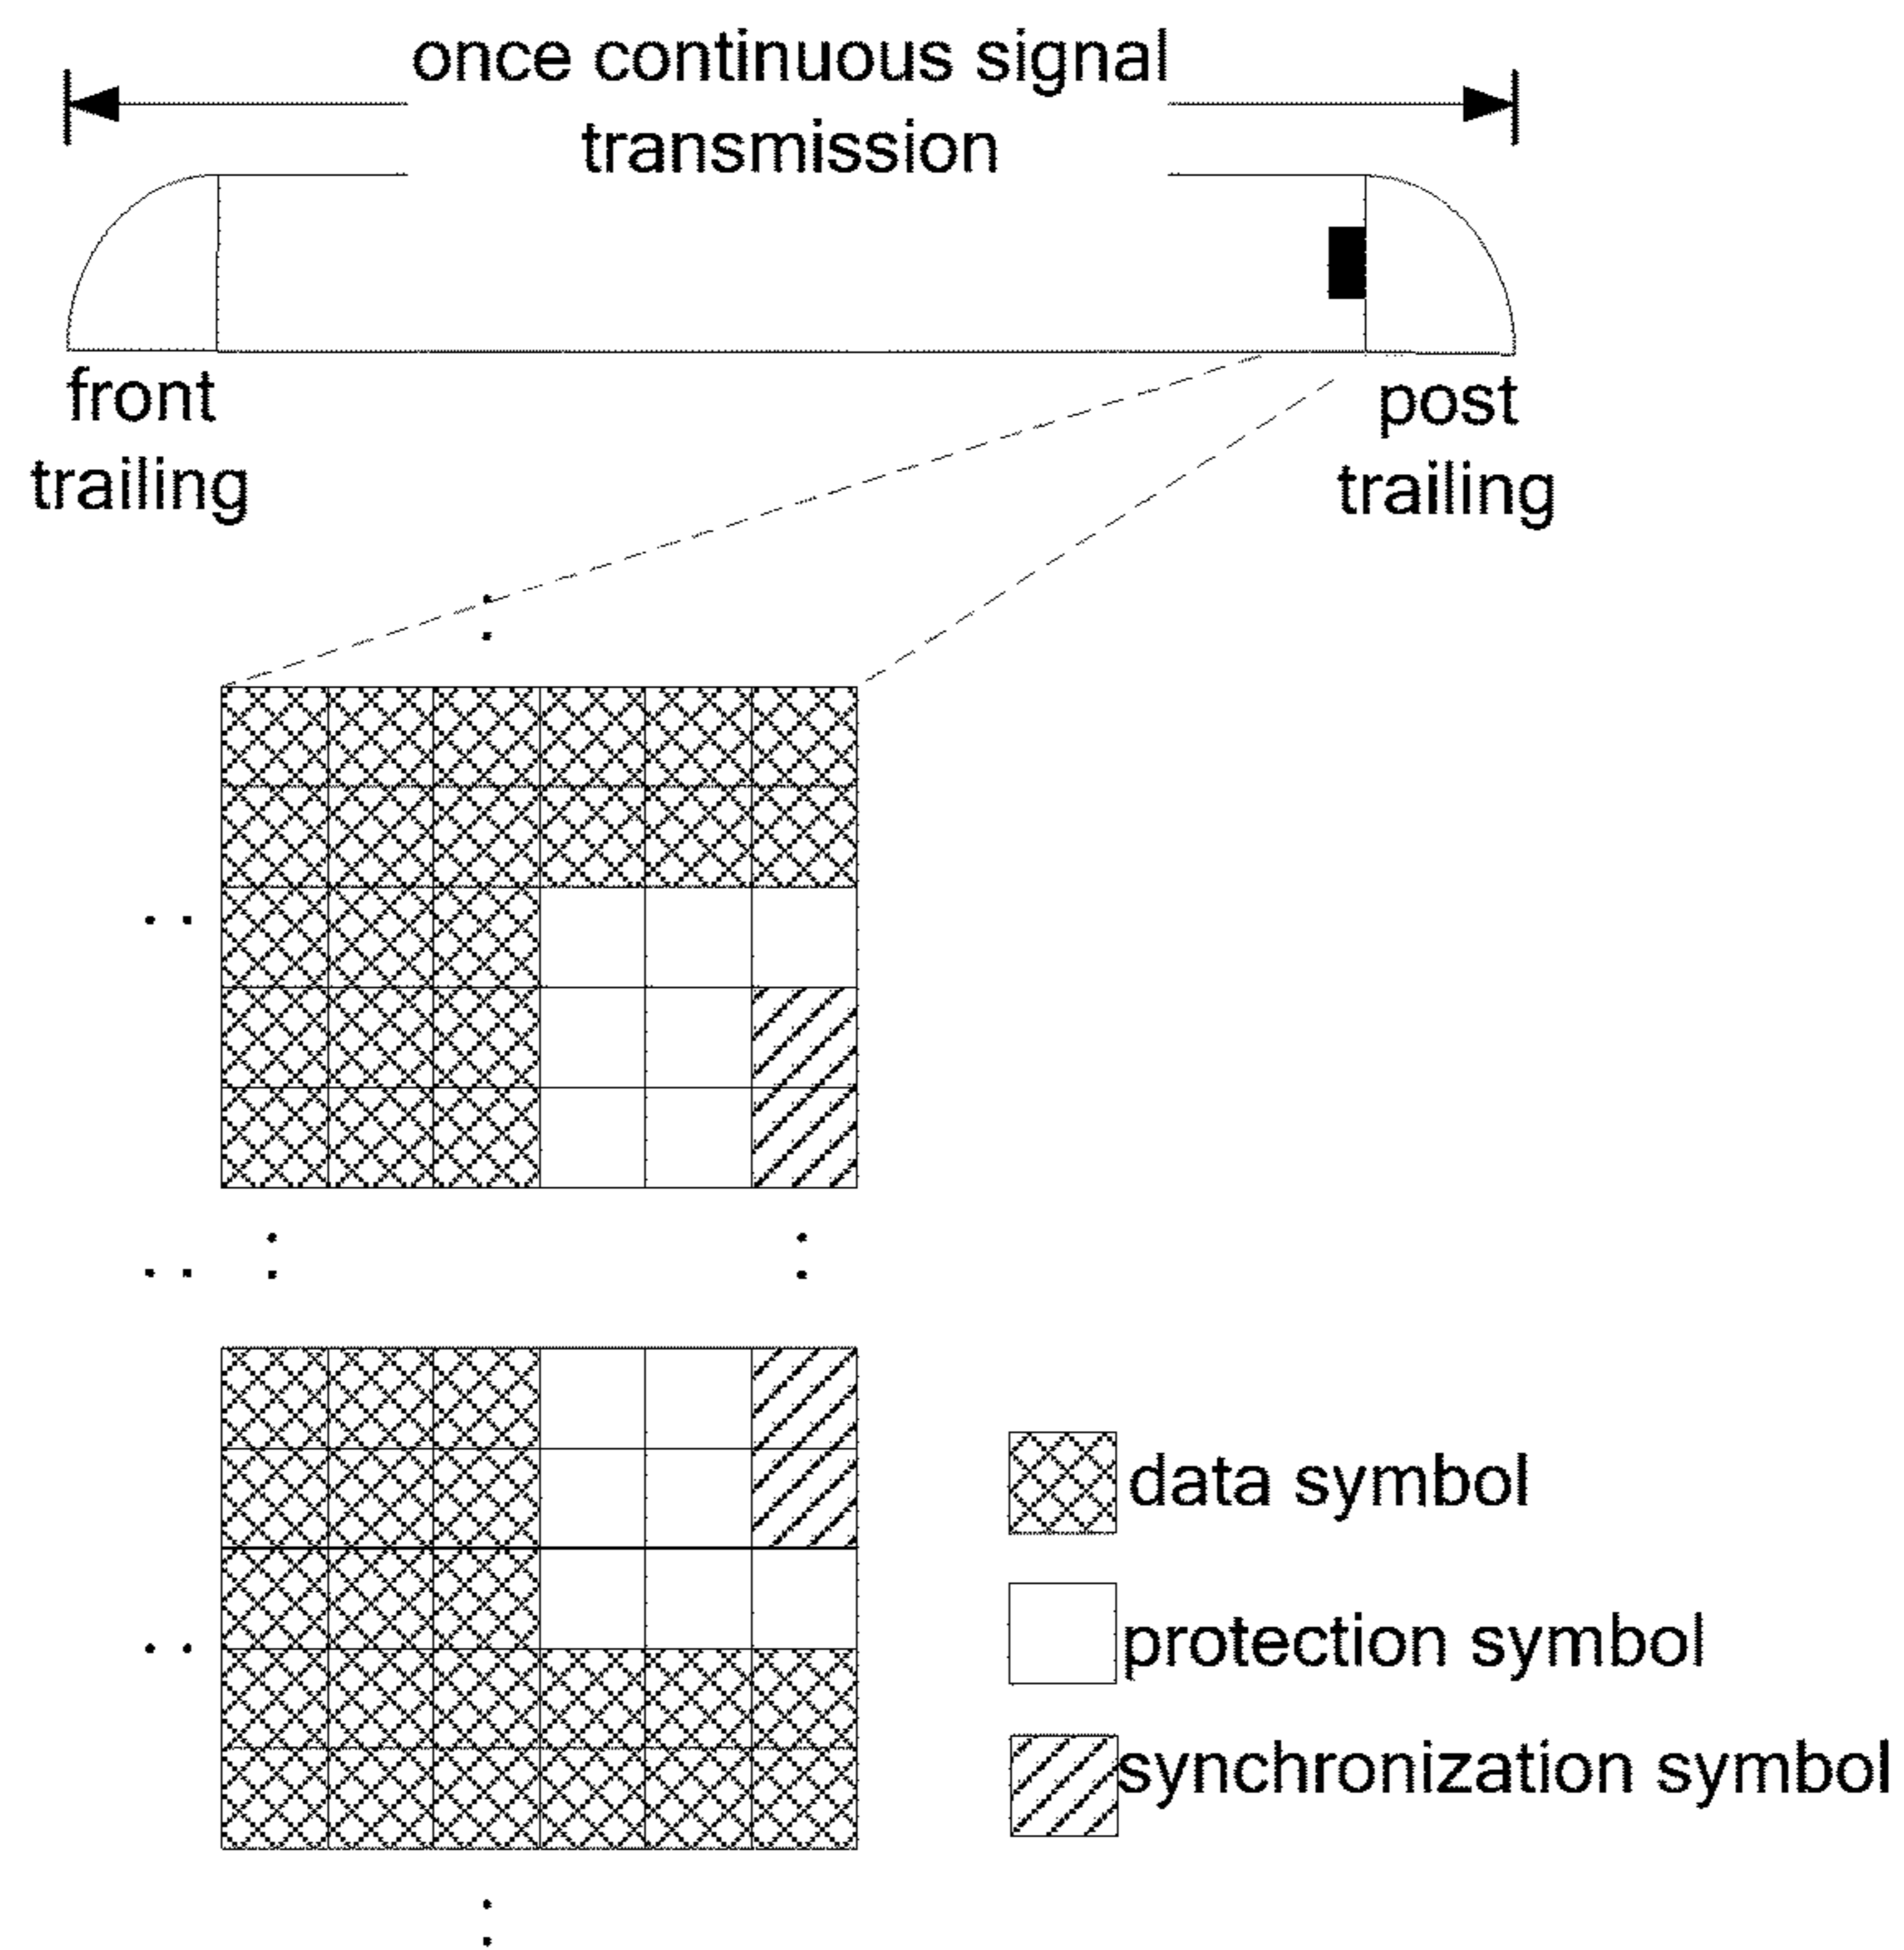 once continuous signal
transmission
front
trailing
post
trailing
data symbol
protection symbol
synchronization symbol